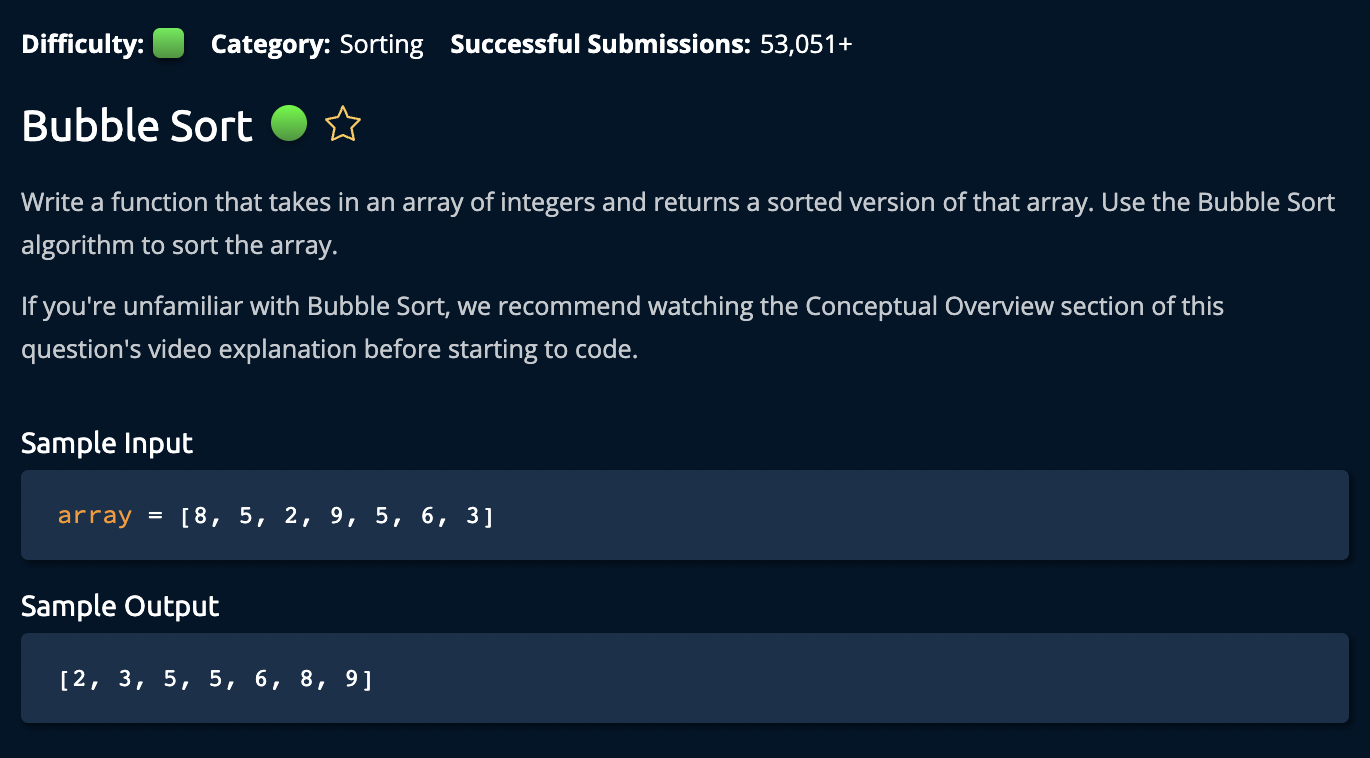 Difficulty: Category: Sorting Successful Submissions: 53,051+
Bubble Sort
Write a function that takes in an array of integers and returns a sorted version of that array. Use the Bubble Sort
algorithm to sort the array.
If you're unfamiliar with Bubble Sort, we recommend watching the Conceptual Overview section of this
question's video explanation before starting to code.
Sample Input
array = [8, 5, 2, 9, 5, 6, 3]
Sample Output
[2, 3, 5, 5, 6, 8, 9]